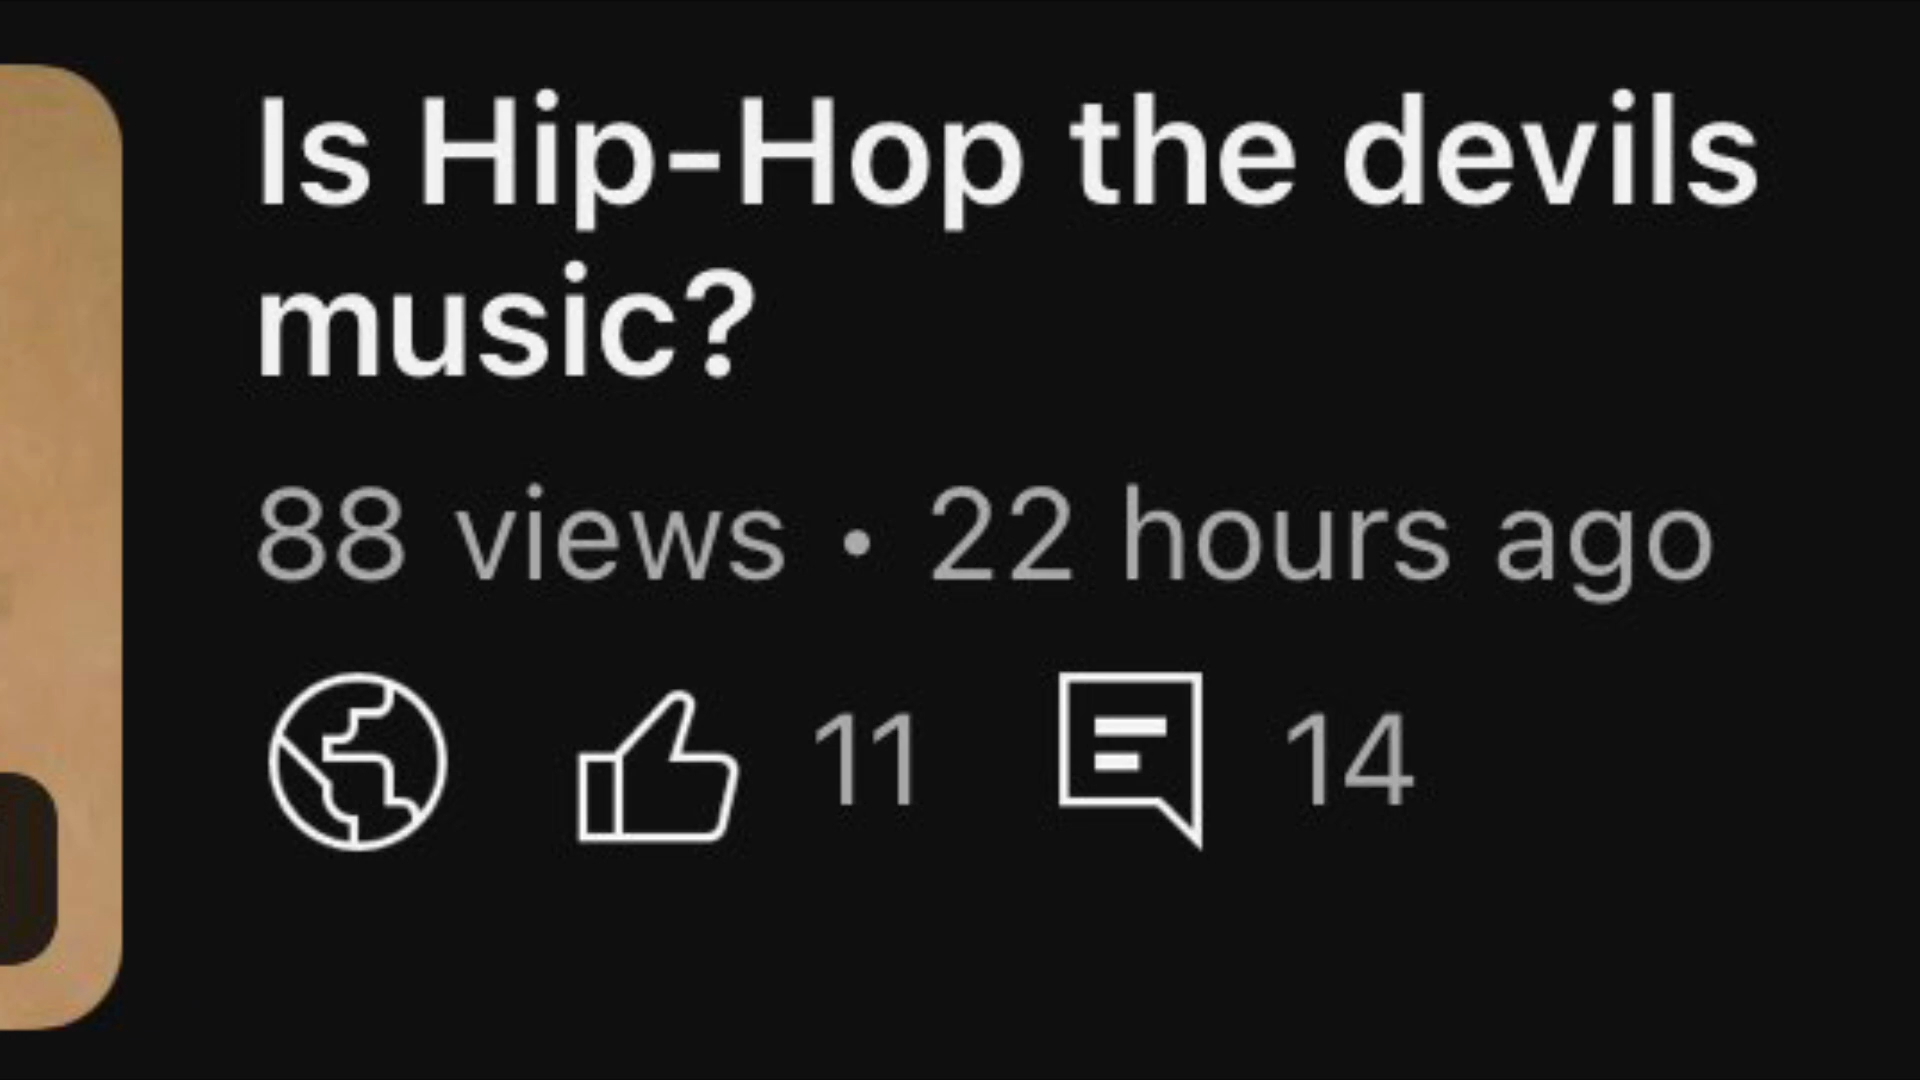 Is Hip-Hop the devils
music?
88 views • 22 hours ago
11 14